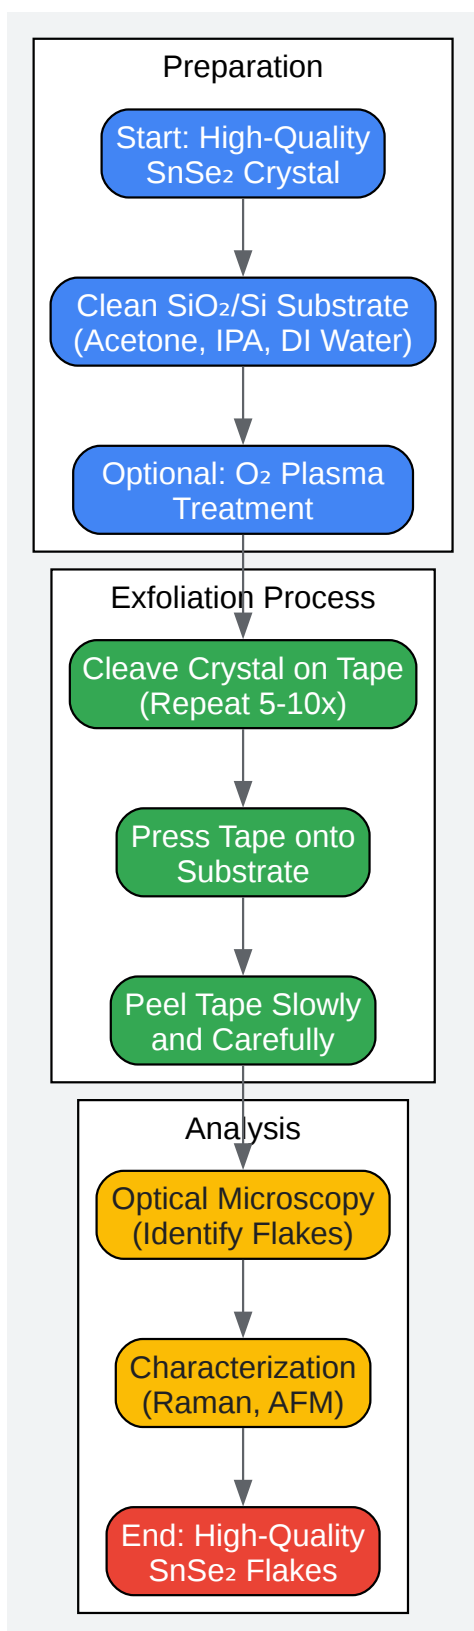 Preparation
Start: High-Quality
SnSe₂ Crystal
Clean SiO₂/Si Substrate
(Acetone, IPA, DI Water)
Optional: O₂ Plasma
Treatment
Exfoliation Process
Cleave Crystal on Tape
(Repeat 5-10x)
Press Tape onto
Substrate
Peel Tape Slowly
and Carefully
Analysis
Optical Microscopy
(Identify Flakes)
Characterization
(Raman, AFM)
End: High-Quality
SnSe₂ Flakes